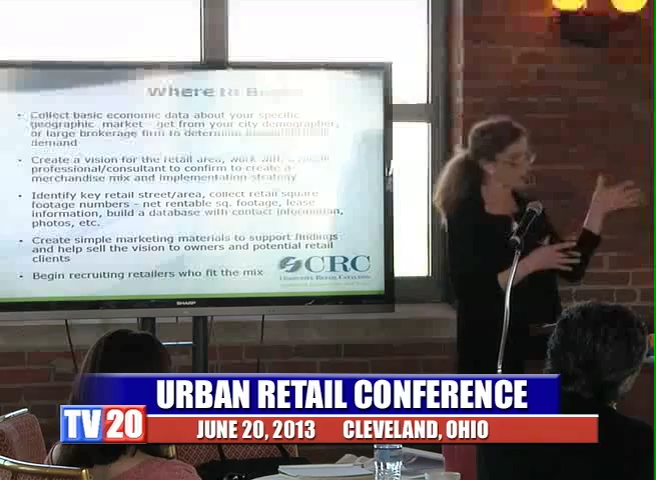 Where to Begin
Collect basic economic data about your specific
geographic market - get from your city demographer,
or large brokerage firm to determine
demand
Create a vision for the retail area, work with a
professional/consultant to confirm to create a
merchandise mix and implementation strategy
Identify key retail street/area, collect retail square
footage numbers - net rentable sq. footage, lease
information, build a database with contact information,
photos, etc.
Create simple marketing materials to support findings
and help sell the vision to owners and potential retail
clients
Begin recruiting retailers who fit the mix
CRC
SHARP
URBAN RETAIL CONFERENCE
TV20
JUNE 20, 2013 CLEVELAND, OHIO